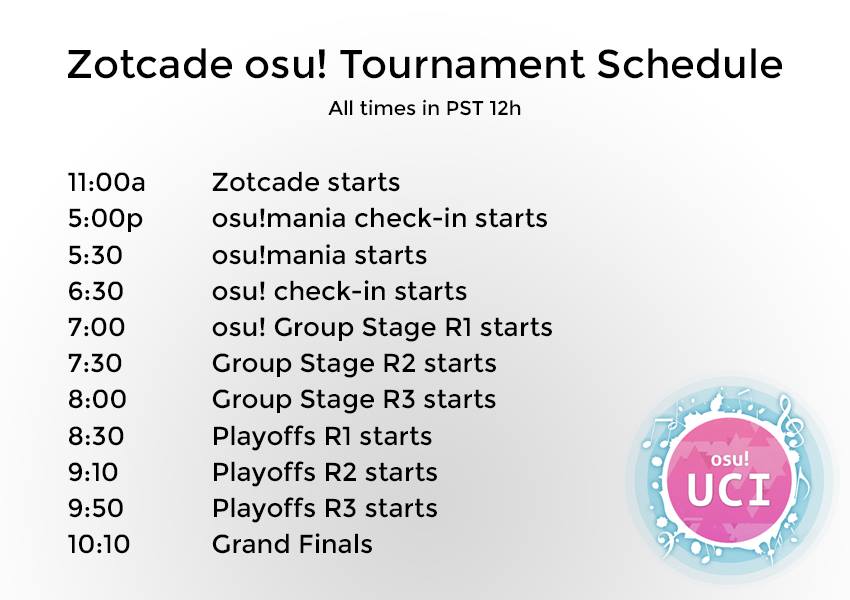 Zotcade osu! Tournament Schedule
All times in PST 12h
11:00a Zotcade starts
5:00p osu!mania check-in starts
5:30 osu!mania starts
6:30 osu! check-in starts
7:00 osu! Group Stage R1 starts
7:30 Group Stage R2 starts
8:00 Group Stage R3 starts
8:30 Playoffs R1 starts
9:10 Playoffs R2 starts
9:50 Playoffs R3 starts
10:10 Grand Finals
osu!
UCI